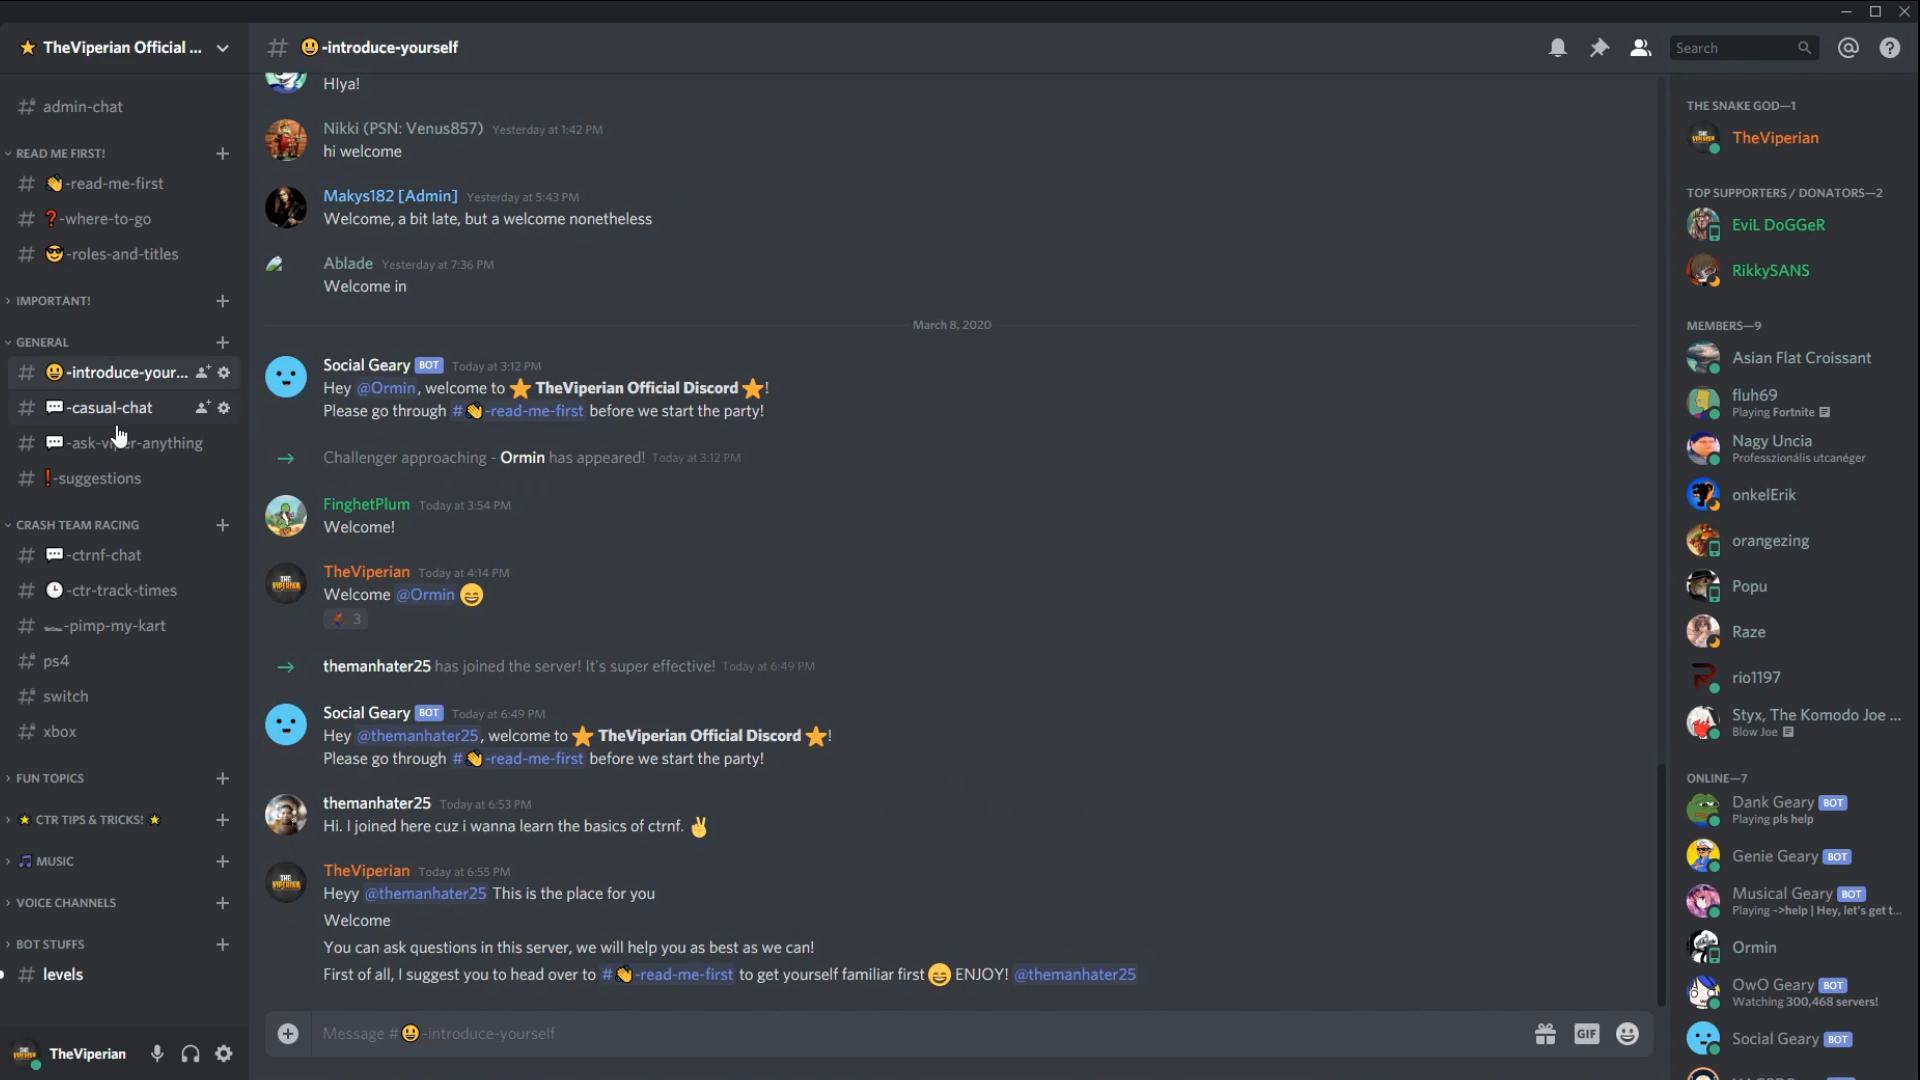 TheViperian Official ...
admin-chat
READ ME FIRST!
-read-me-first
-where-to-go
-roles-and-titles
IMPORTANT!
GENERAL
-introduce-your...
-casual-chat
-ask-viper-anything
-suggestions
CRASH TEAM RACING
-ctrnf-chat
-ctr-track-times
-pimp-my-kart
ps4
switch
xbox
FUN TOPICS
CTR TIPS & TRICKS!
MUSIC
VOICE CHANNELS
BOT STUFFS
levels
TheViperian
# 😃-introduce-yourself
Search
HIya!
Nikki (PSN: Venus857) Yesterday at 1:42 PM
hi welcome
Makys182 [Admin] Yesterday at 5:43 PM
Welcome, a bit late, but a welcome nonetheless
Ablade Yesterday at 7:36 PM
Welcome in
March 8, 2020
Social Geary BOT Today at 3:12 PM
Hey @Ormin, welcome to ⭐ TheViperian Official Discord ⭐!
Please go through #👋-read-me-first before we start the party!
Challenger approaching - Ormin has appeared! Today at 3:12 PM
FinghetPlum Today at 3:54 PM
Welcome!
TheViperian Today at 4:14 PM
Welcome @Ormin 😄
3
themanhater25 has joined the server! It's super effective! Today at 6:49 PM
Social Geary BOT Today at 6:49 PM
Hey @themanhater25, welcome to ⭐ TheViperian Official Discord ⭐!
Please go through #👋-read-me-first before we start the party!
themanhater25 Today at 6:53 PM
Hi. I joined here cuz i wanna learn the basics of ctrnf. ✌
TheViperian Today at 6:55 PM
Heyy @themanhater25 This is the place for you
Welcome
You can ask questions in this server, we will help you as best as we can!
First of all, I suggest you to head over to #👋-read-me-first to get yourself familiar first 😄 ENJOY! @themanhater25
Message #😃-introduce-yourself
GIF
THE SNAKE GOD—1
TheViperian
TOP SUPPORTERS / DONATORS—2
EviL DoGGeR
RikkySANS
MEMBERS—9
Asian Flat Croissant
fluh69
Playing Fortnite
Nagy Uncia
Professzionális utcanéger
onkelErik
orangezing
Popu
Raze
rio1197
Styx, The Komodo Joe ...
Blow Joe
ONLINE—7
Dank Geary BOT
Playing pls help
Genie Geary BOT
Musical Geary BOT
Playing ->help | Hey, let's get t...
Ormin
OwO Geary BOT
Watching 300,468 servers!
Social Geary BOT